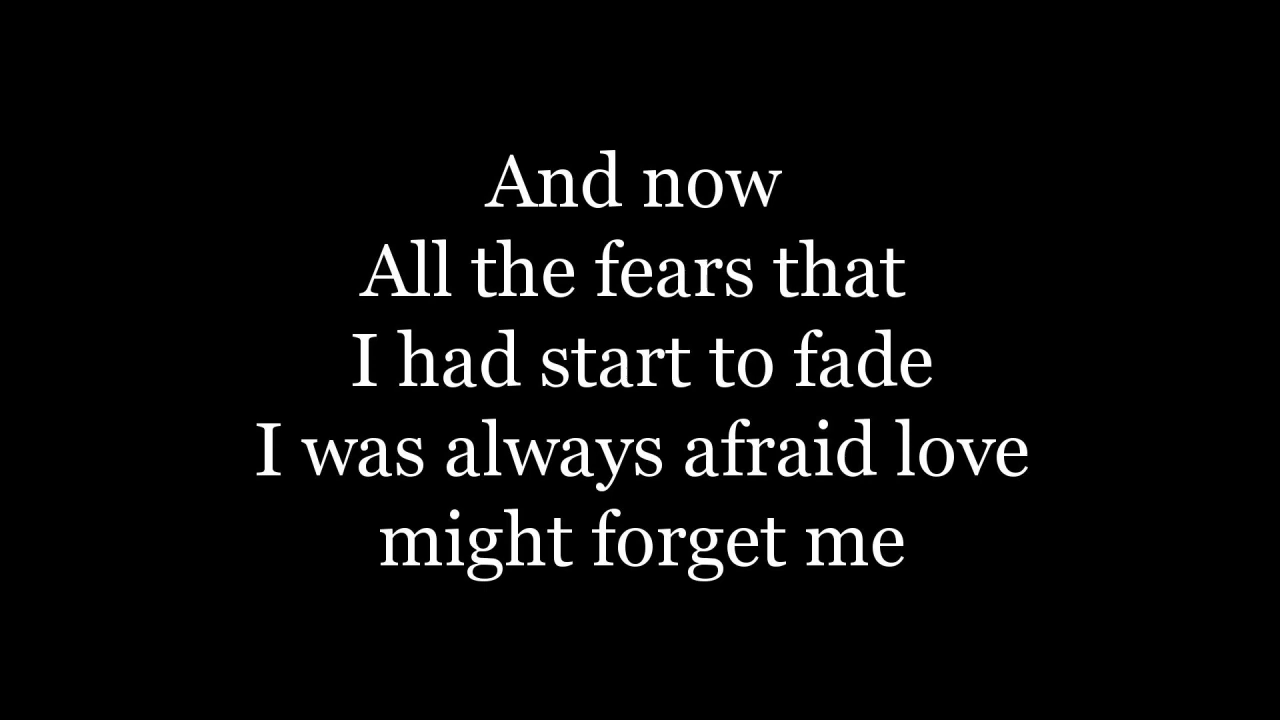 And now
All the fears that
I had start to fade
I was always afraid love
might forget me